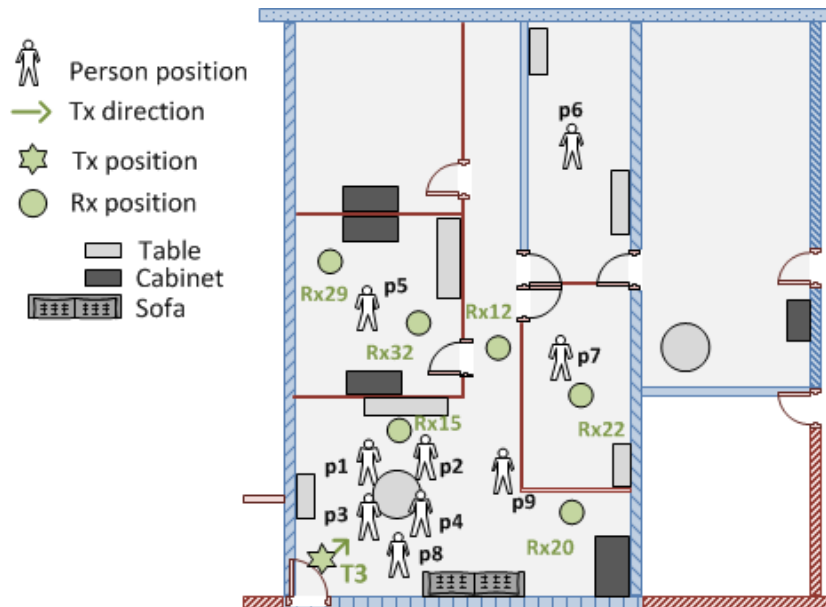 Person position
Tx direction
Tx position
Rx position
Table
Cabinet
Sofa
p6
Rx29
p5
Rx12
Rx32
p7
Rx15
Rx22
p1
p2
p9
p3
p4
Rx20
p8
T3